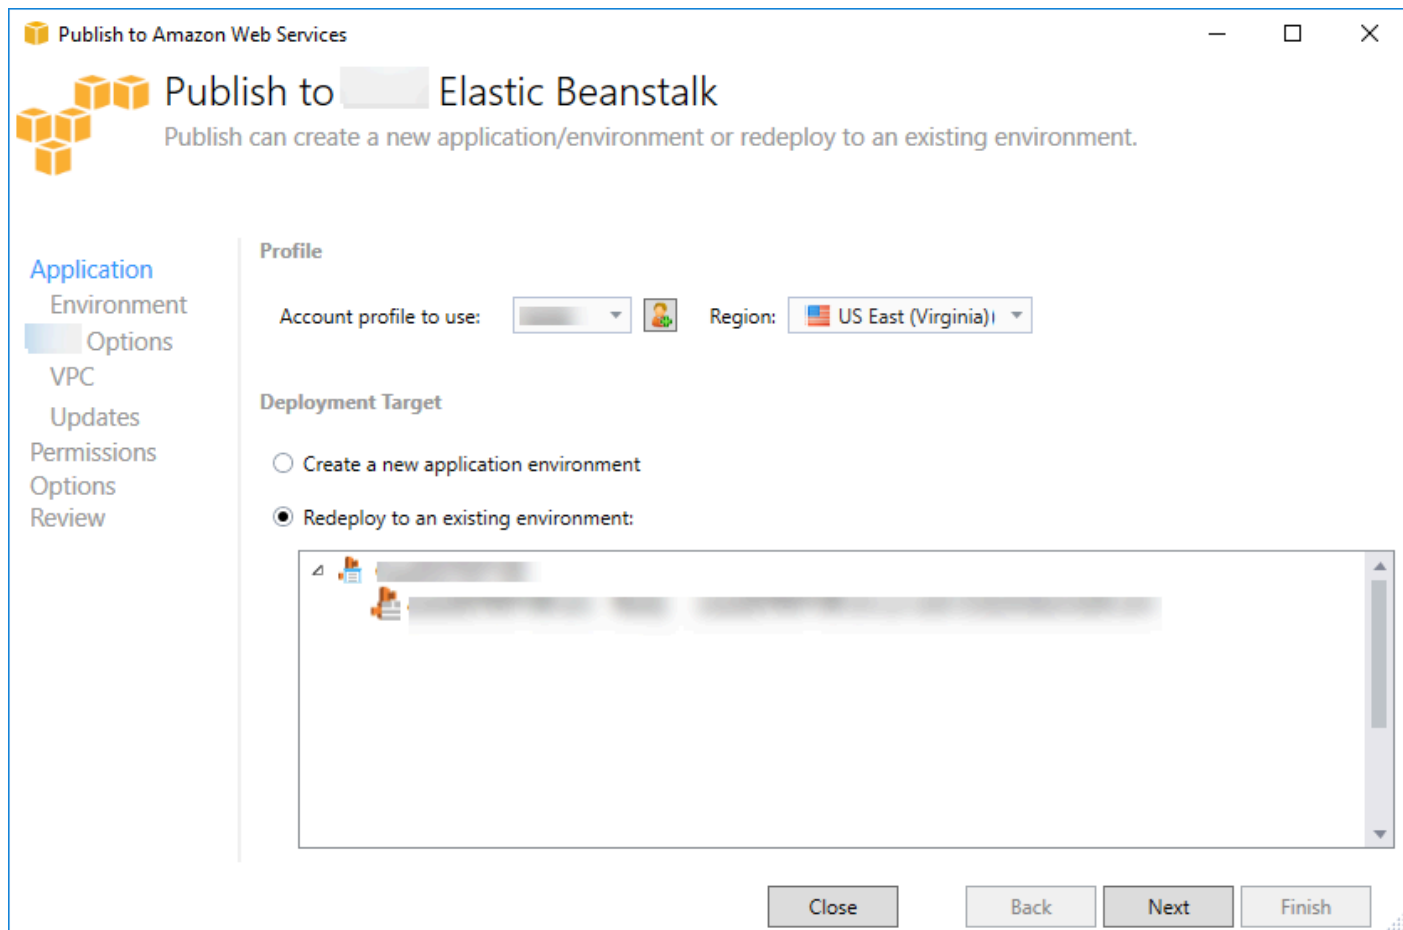 Publish to Amazon Web Services
Publish to Elastic Beanstalk
Publish can create a new application/environment or redeploy to an existing environment.
Application
Environment
Options
VPC
Updates
Permissions
Options
Review
Profile
Account profile to use:
Region: US East (Virginia)
Deployment Target
Create a new application environment
Redeploy to an existing environment:
Close Back Next Finish